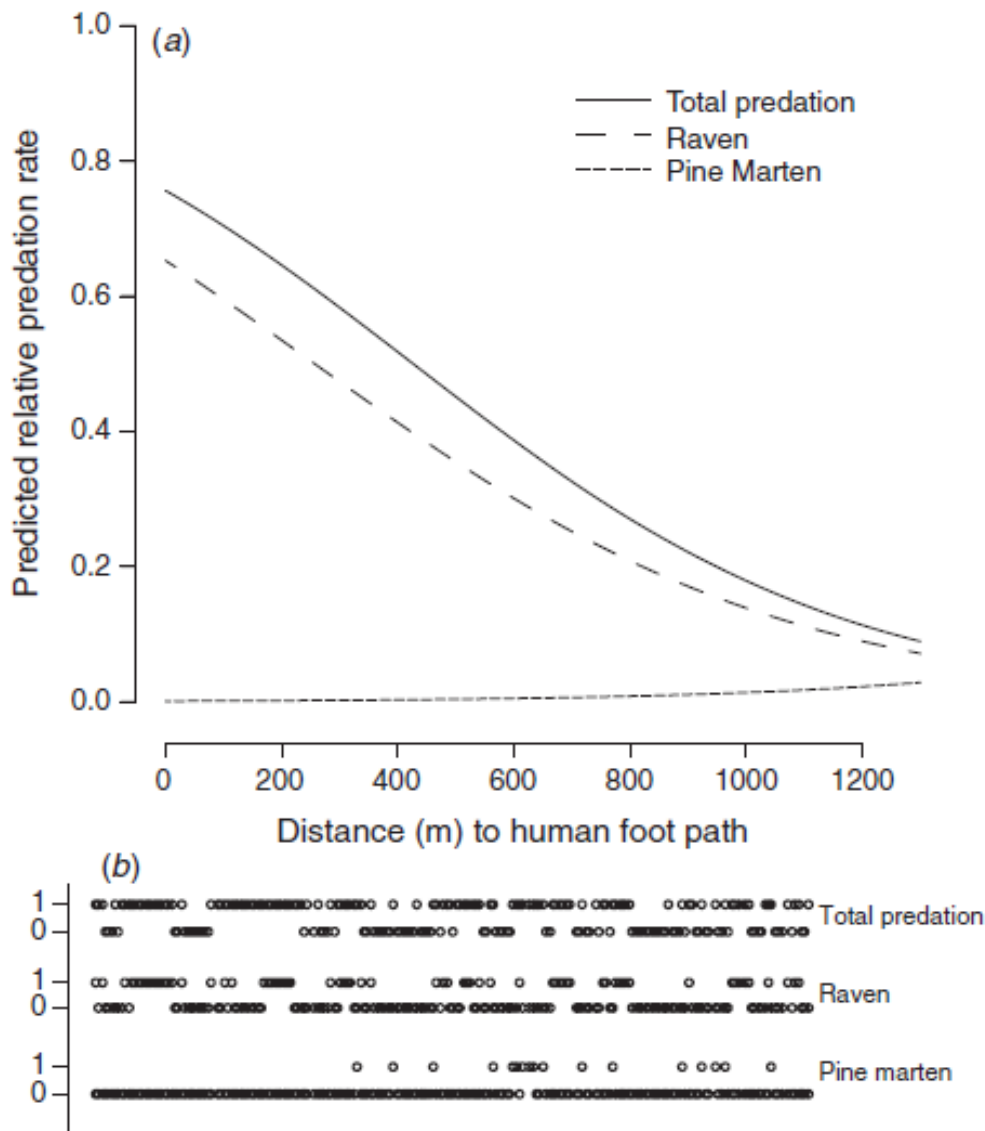 (a)
1.0
0.8
0.6
0.4
0.2
0.0
Predicted relative predation rate
Total predation
Raven
Pine Marten
0 200 400 600 800 1000 1200
Distance (m) to human foot path
(b)
1
0
Total predation
1
0
Raven
1
0
Pine marten